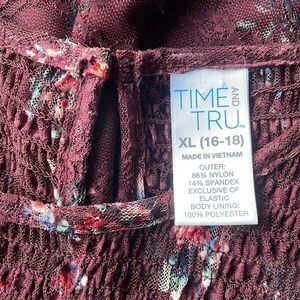 TIME AND
TRU™
XL (16-18)
MADE IN VIETNAM
OUTER:
86% NYLON
14% SPANDEX
EXCLUSIVE OF
ELASTIC
BODY LINING:
100% POLYESTER